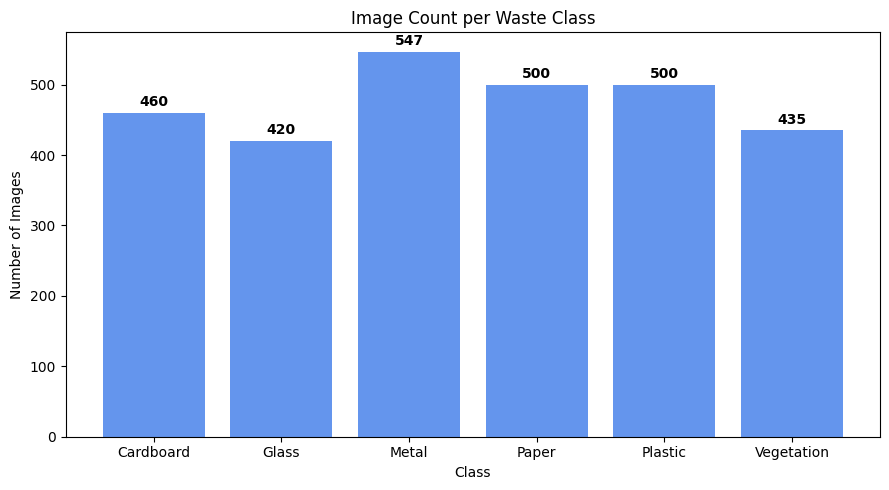 Image Count per Waste Class
547
500 500
460
435
420
500
400
300
200
100
0
Number of Images
Cardboard Glass Metal Paper Plastic Vegetation
Class